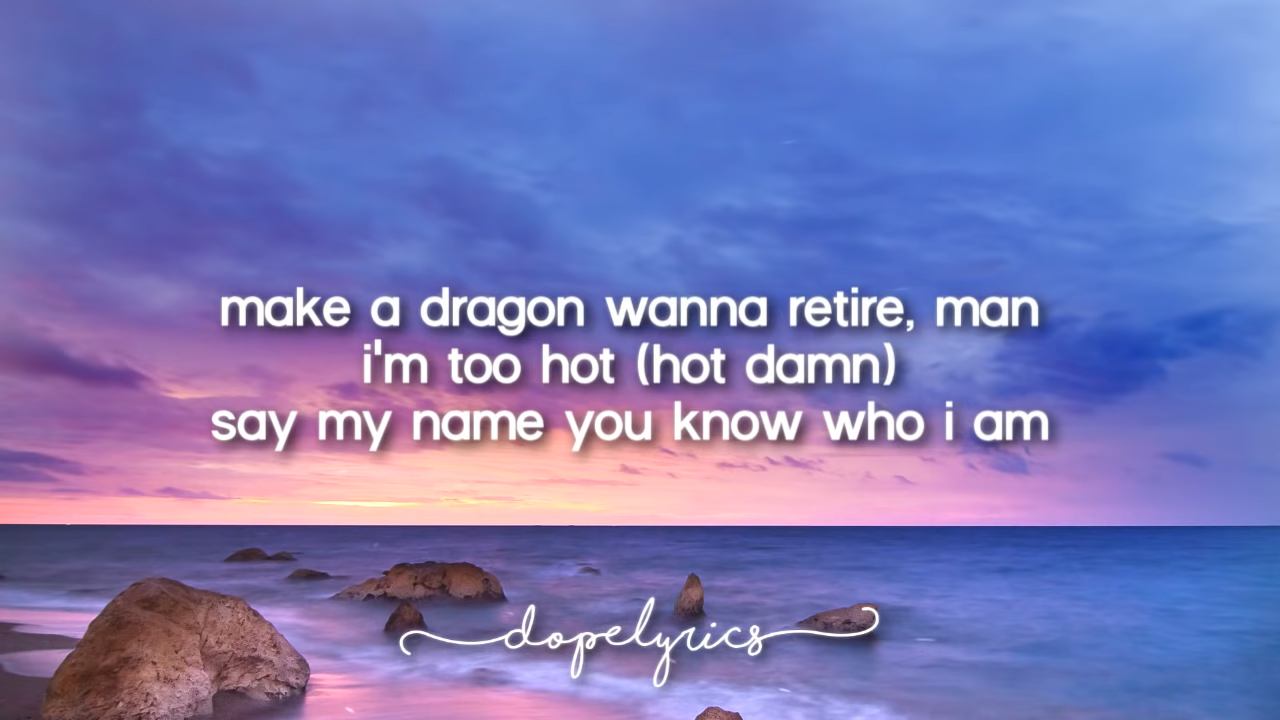 make a dragon wanna retire, man
i'm too hot (hot damn)
say my name you know who i am
dopelyrics